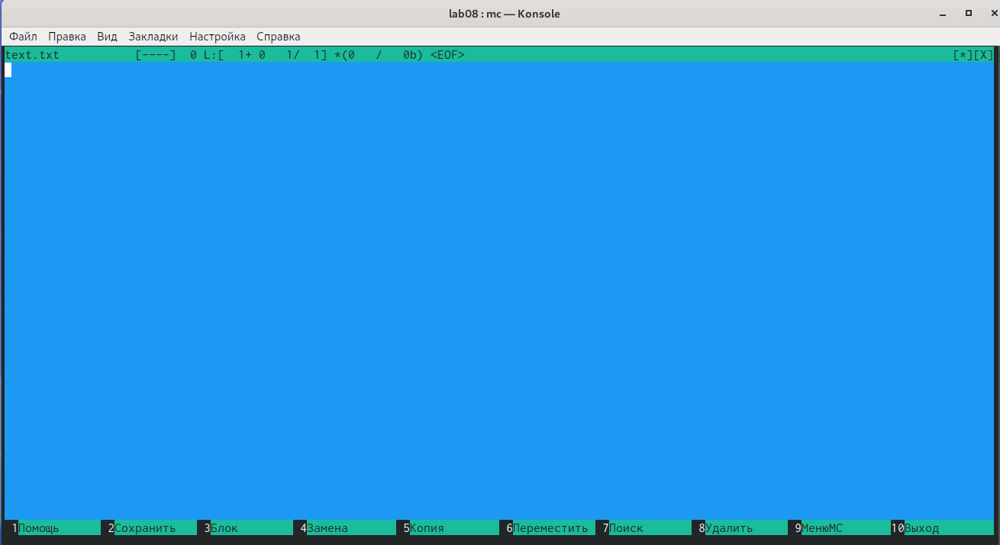 lab08 : mc — Konsole
Файл Правка Вид Закладки Настройка Справка
text.txt [----] 0 L:[ 1+ 0 1/ 1] *(0 / 0b) <EOF> [*][X]
1Помощь 2Сохранить 3Блок 4Замена 5Копия 6Переместить 7Поиск 8Удалить 9МенюМС 10Выход